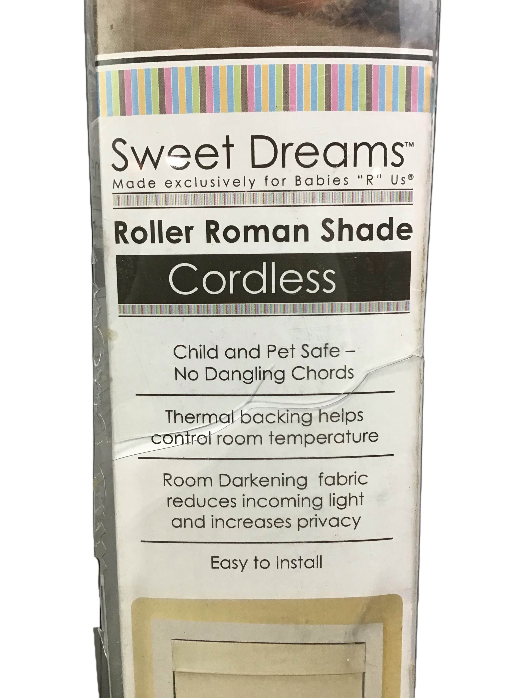 Sweet Dreams™
Made exclusively for Babies "R" Us®
Roller Roman Shade
Cordless
Child and Pet Safe –
No Dangling Chords
Thermal backing helps
control room temperature
Room Darkening fabric
reduces incoming light
and increases privacy
Easy to Install